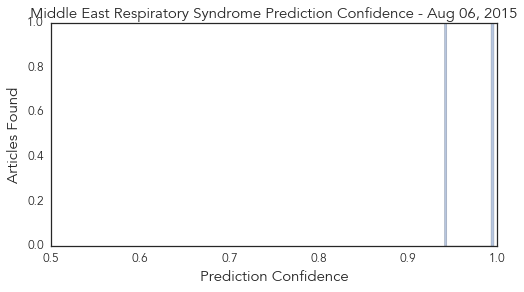 Middle East Respiratory Syndrome Prediction Confidence - Aug 06, 2015
1.0
0.8
0.6
0.4
0.2
0.0
Articles Found
0.5 0.6 0.7 0.8 0.9 1.0
Prediction Confidence